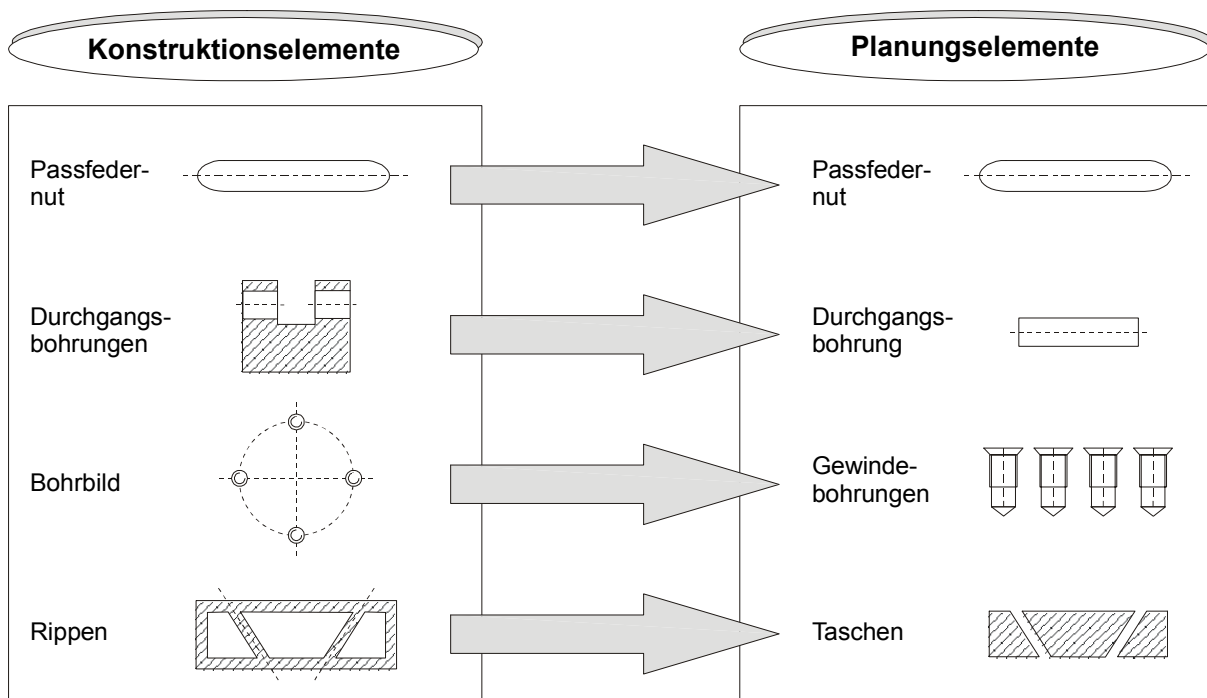 Konstruktionselemente
Planungselemente
Passfeder-
nut
Passfeder-
nut
Durchgangs-
bohrungen
Durchgangs-
bohrung
Bohrbild
Gewinde-
bohrungen
Rippen
Taschen